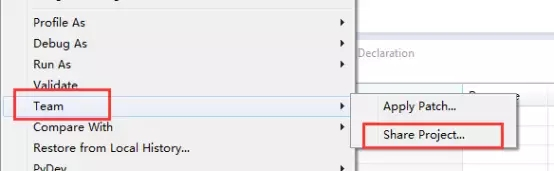 Profile As
Debug As
Run As
Declaration
Validate
Team
Apply Patch...
Compare With
Share Project...
Restore from Local History...
PyDev